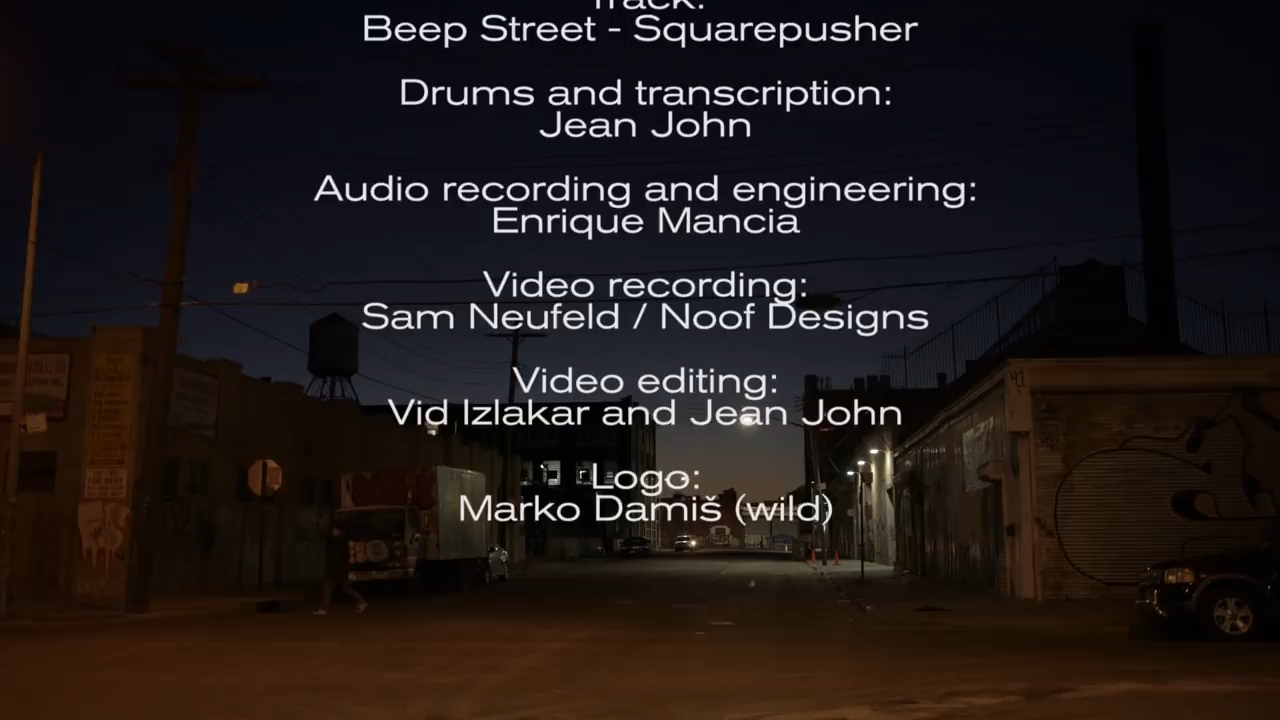 Track:
Beep Street - Squarepusher
Drums and transcription:
Jean John
Audio recording and engineering:
Enrique Mancia
Video recording:
Sam Neufeld / Noof Designs
Video editing:
Vid Izlakar and Jean John
Logo:
Marko Damiš (wild)